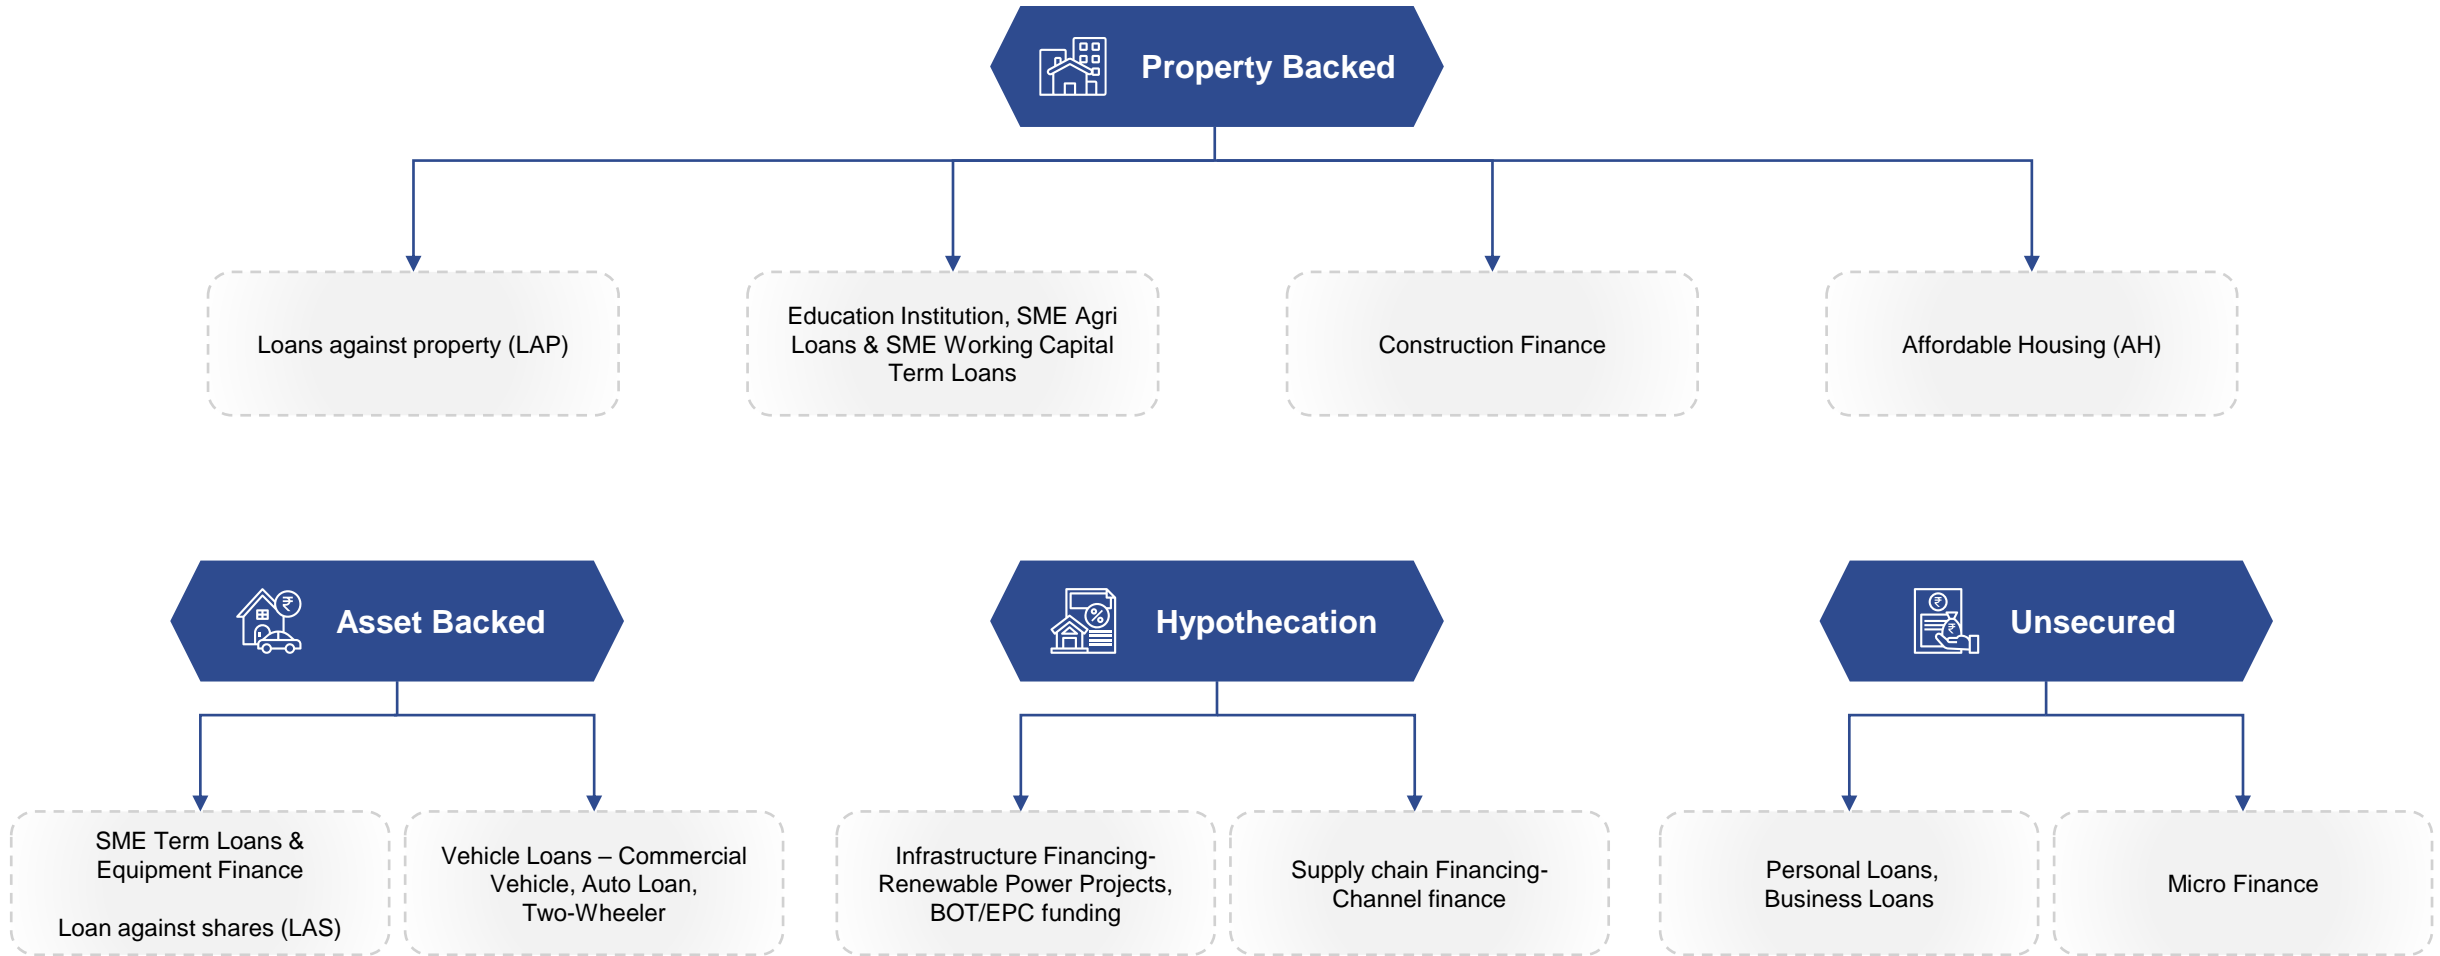 Property Backed
Loans against property (LAP)
Education Institution, SME Agri
Loans & SME Working Capital
Term Loans
Construction Finance
Affordable Housing (AH)
₹
Asset Backed
%
Hypothecation
₹
₹
Unsecured
SME Term Loans &
Equipment Finance
Loan against shares (LAS)
Vehicle Loans – Commercial
Vehicle, Auto Loan,
Two-Wheeler
Infrastructure Financing-
Renewable Power Projects,
BOT/EPC funding
Supply chain Financing-
Channel finance
Personal Loans,
Business Loans
Micro Finance